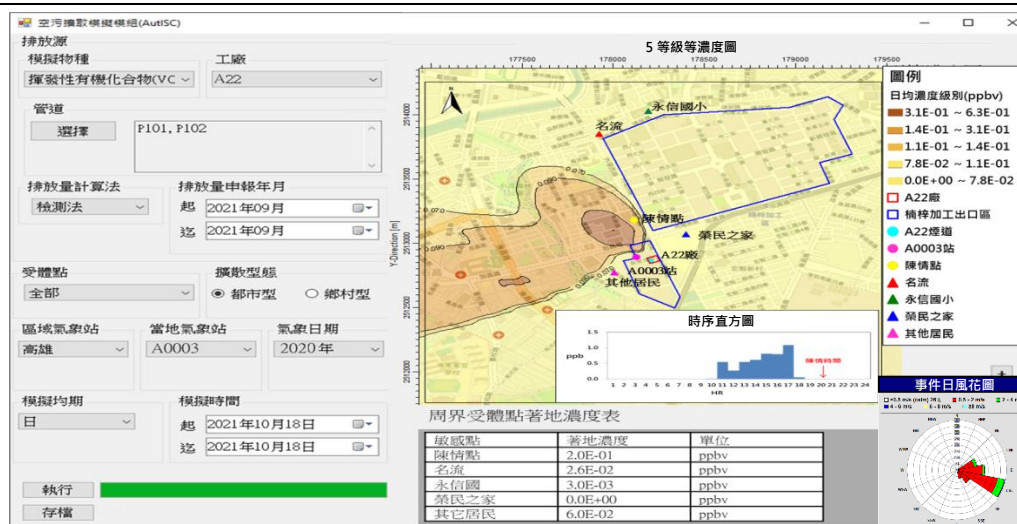 空污擴散模擬模組(AutISC)
排放源
模擬物種
工廠
揮發性有機化合物(VC
A22
管道
選擇
P101, P102
排放量計算法
排放量申報年月
檢測法
起
2021年09月
迄
2021年09月
受體點
擴散型態
全部
都市型
鄉村型
區域氣象站
當地氣象站
氣象日期
高雄
A0003
2020年
模擬均期
模擬時間
日
起
2021年10月18日
迄
2021年10月18日
執行
存檔
5 等級等濃度圖
177500 178000 178500 179000 179500
2514000
2513500
2513000
2512500
2512000
Y-Direction [m]
N
永信國小
名流
陳情點
榮民之家
A22廠
A0003站
其他居民
0.070
0.090
0.090
0.070
圖例
日均濃度級別(ppbv)
3.1E-01 ~ 6.3E-01
1.4E-01 ~ 3.1E-01
1.1E-01 ~ 1.4E-01
7.8E-02 ~ 1.1E-01
0.0E+00 ~ 7.8E-02
A22廠
楠梓加工出口區
A22煙道
A0003站
陳情點
名流
永信國小
榮民之家
其他居民
時序直方圖
1.5
1.0
ppb
0.5
0.0
陳情時間
1 2 3 4 5 6 7 8 9 10 11 12 13 14 15 16 17 18 19 20 21 22 23 24
HR
事件日風花圖
周界受體點著地濃度表
敏感點 著地濃度 單位
陳情點 2.0E-01 ppbv
名流 2.6E-02 ppbv
永信國 3.0E-03 ppbv
榮民之家 0.0E+00 ppbv
其它居民 6.0E-02 ppbv